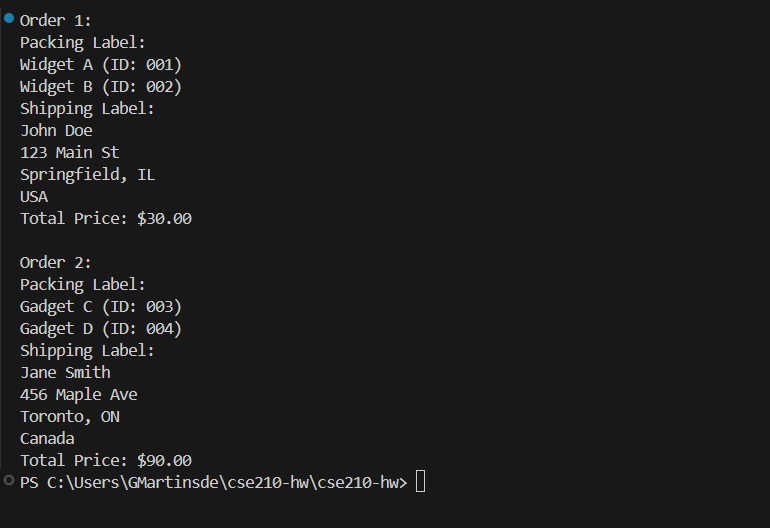 Order 1:
Packing Label:
Widget A (ID: 001)
Widget B (ID: 002)
Shipping Label:
John Doe
123 Main St
Springfield, IL
USA
Total Price: $30.00

Order 2:
Packing Label:
Gadget C (ID: 003)
Gadget D (ID: 004)
Shipping Label:
Jane Smith
456 Maple Ave
Toronto, ON
Canada
Total Price: $90.00
PS C:\Users\GMartinsde\cse210-hw\cse210-hw>